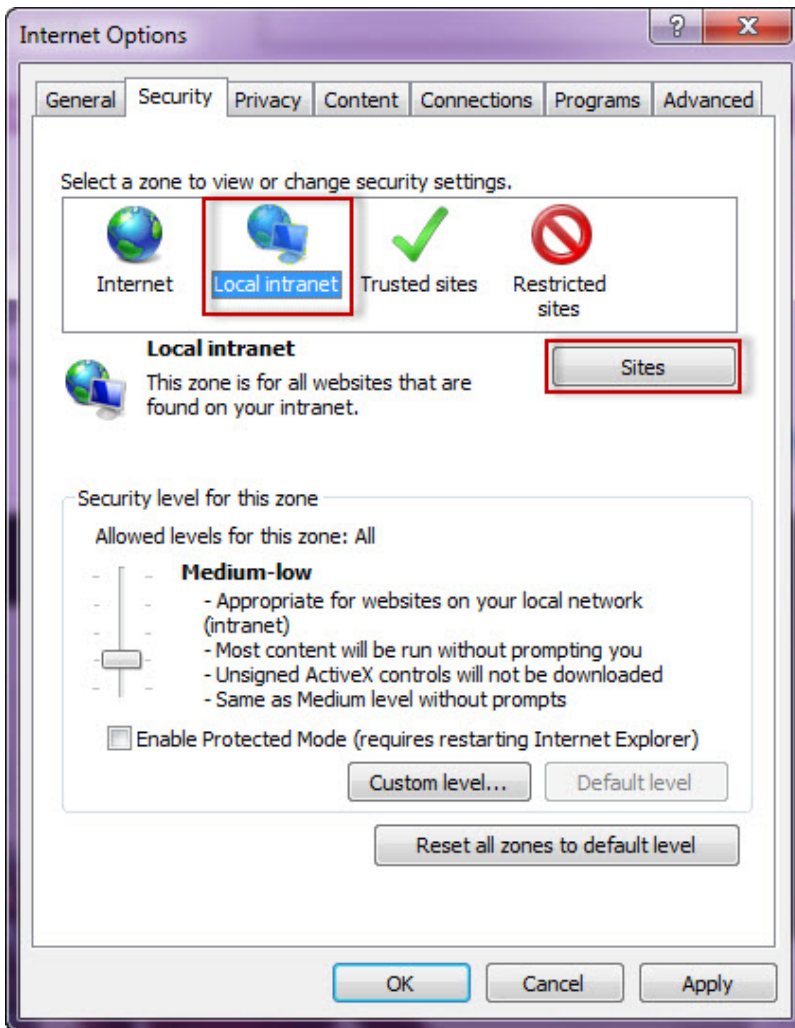 Internet Options
?
X
General Security Privacy Content Connections Programs Advanced
Select a zone to view or change security settings.
Internet Local intranet Trusted sites Restricted
sites
Local intranet
Sites
This zone is for all websites that are
found on your intranet.
Security level for this zone
Allowed levels for this zone: All
Medium-low
- Appropriate for websites on your local network
(intranet)
- Most content will be run without prompting you
- Unsigned ActiveX controls will not be downloaded
- Same as Medium level without prompts
Enable Protected Mode (requires restarting Internet Explorer)
Custom level... Default level
Reset all zones to default level
OK Cancel Apply